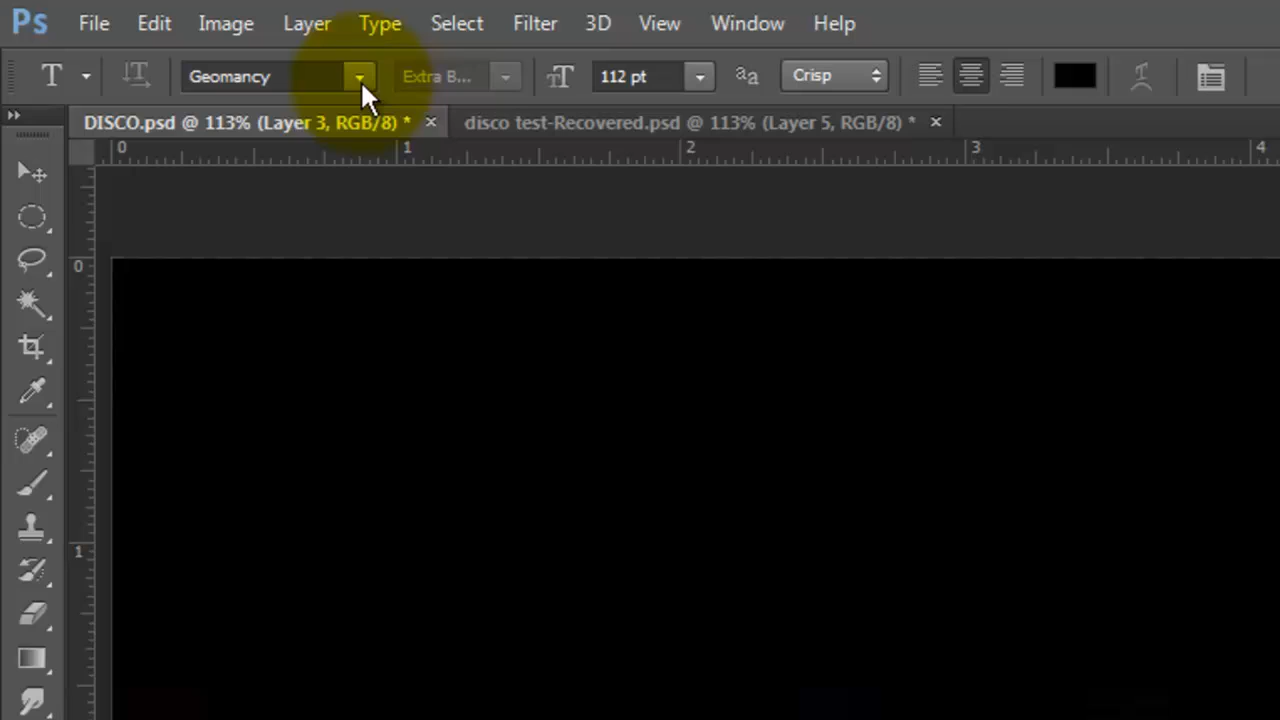 Ps File Edit Image Layer Type Select Filter 3D View Window Help
T T Geomancy Extra B... TT 112 pt aa Crisp
DISCO.psd @ 113% (Layer 3, RGB/8) * × disco test-Recovered.psd @ 113% (Layer 5, RGB/8) * ×
0 1 2 3 4
0
1